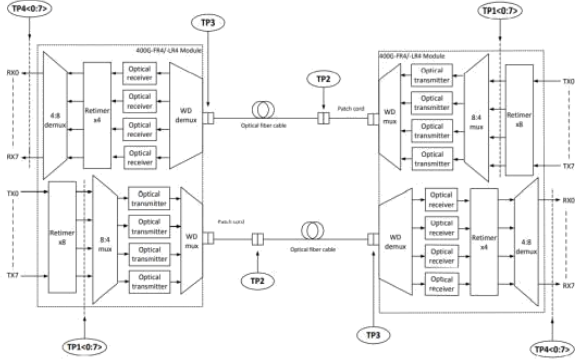 TP4<0:7>
TP3
TP1<0:7>
400G-FR4/-LR4 Module
400G-FR4/-LR4 Module
RX0
RX7
4:8 demux
Retimer x4
Optical receiver
Optical receiver
Optical receiver
Optical receiver
WD demux
Optical fiber cable
TP2
Patch cord
WD mux
Optical transmitter
Optical transmitter
Optical transmitter
Optical transmitter
8:4 mux
Retimer x8
TX0
TX7
TX0
TX7
Retimer x8
8:4 mux
Optical transmitter
Optical transmitter
Optical transmitter
Optical transmitter
WD mux
Patch cord
TP2
Optical fiber cable
WD demux
Optical receiver
Uptical receiver
Optical receiver
Optical receiver
Retimer x4
4:8 demux
RX0
RX7
TP1<0:7>
TP3
TP4<0:7>